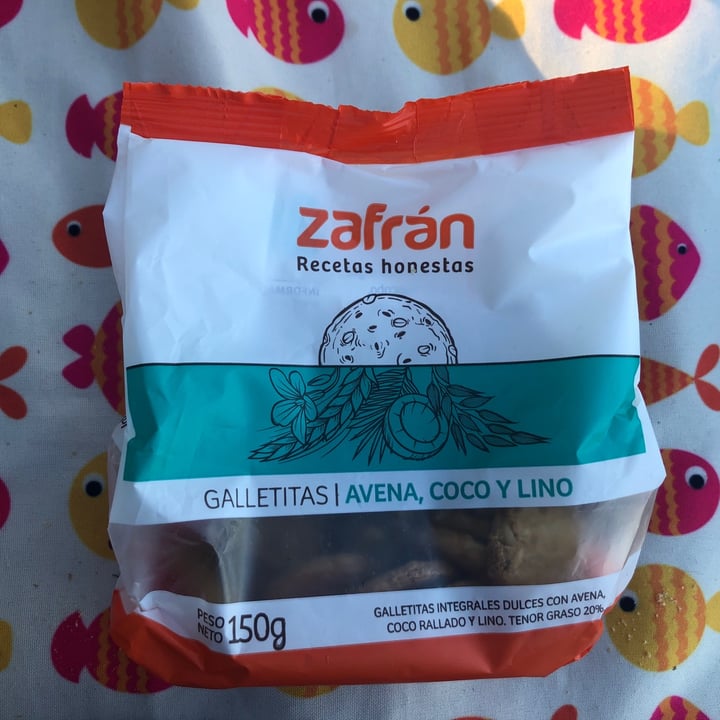 zafrán
Recetas honestas
GALLETITAS | AVENA, COCO Y LINO
PESO
NETO 150g
GALLETITAS INTEGRALES DULCES CON AVENA,
COCO RALLADO Y LINO. TENOR GRASO 20%